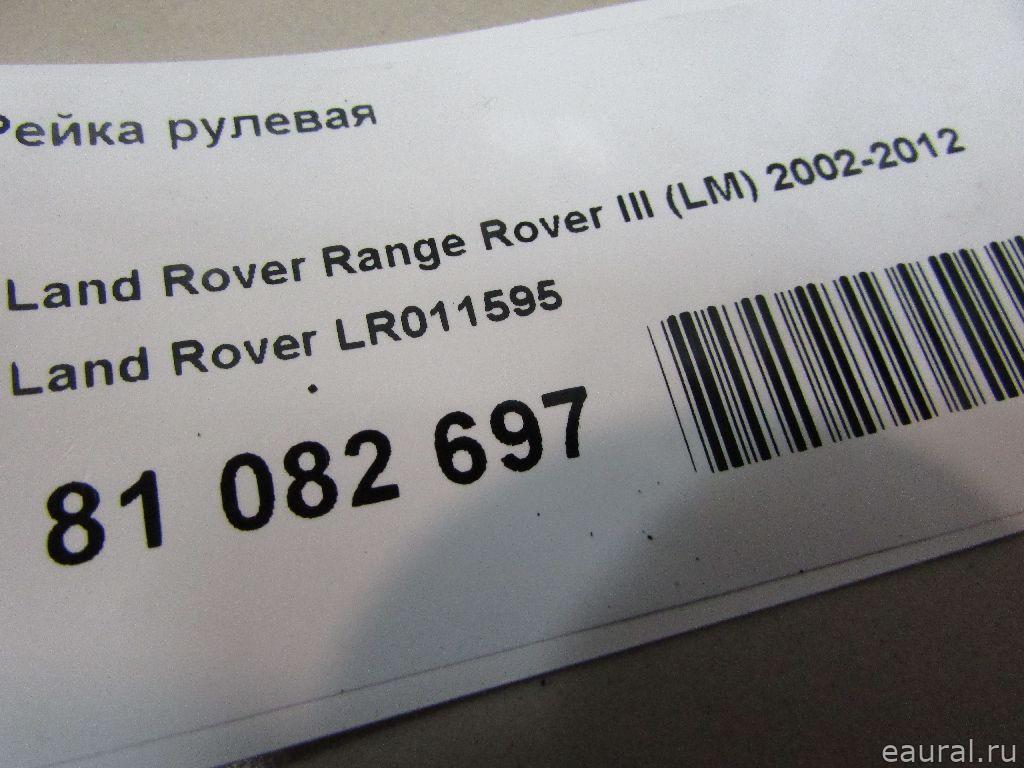 Рейка рулевая
Land Rover Range Rover III (LM) 2002-2012
Land Rover LR011595
81 082 697
eaural.ru